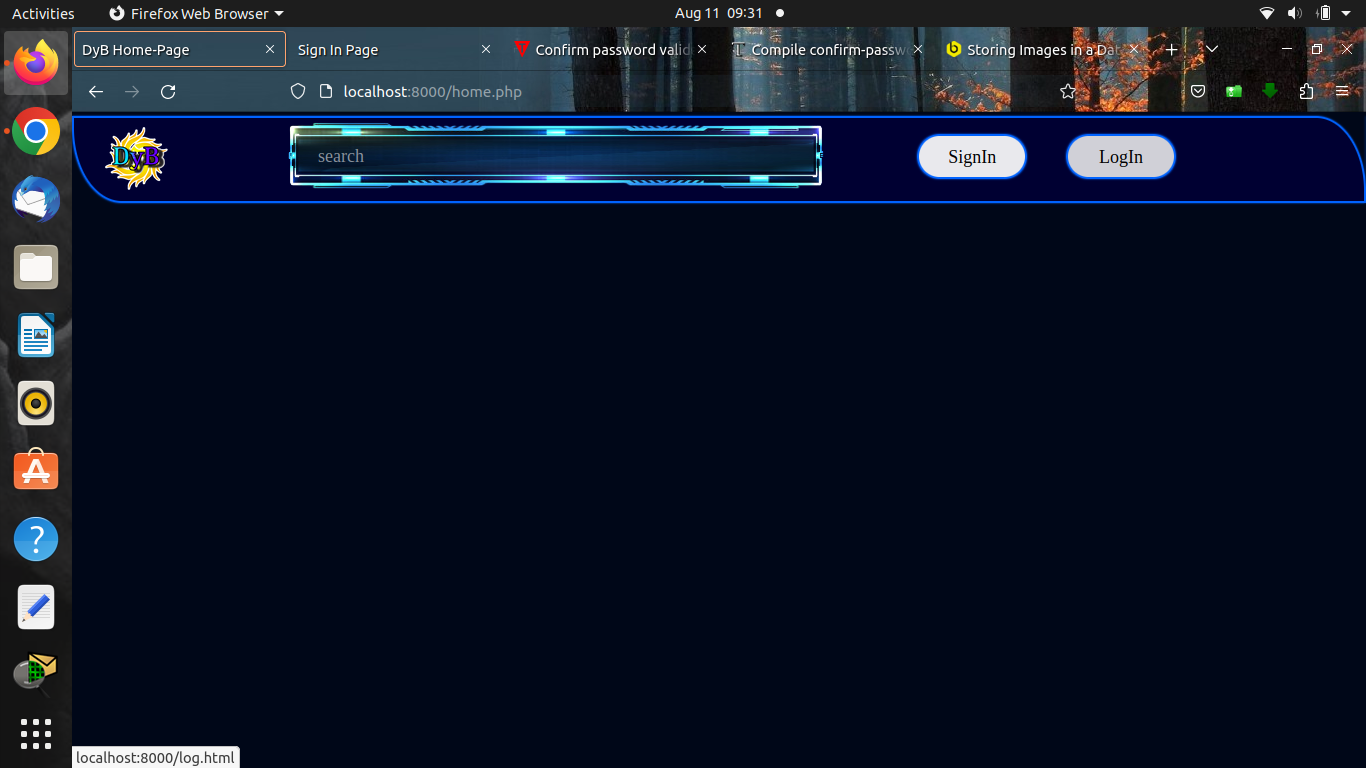 Activities Firefox Web Browser Aug 11 09:31
DyB Home-Page Sign In Page Confirm password valid Compile confirm-passw Storing Images in a Dat
localhost:8000/home.php
DyB search SignIn LogIn
localhost:8000/log.html